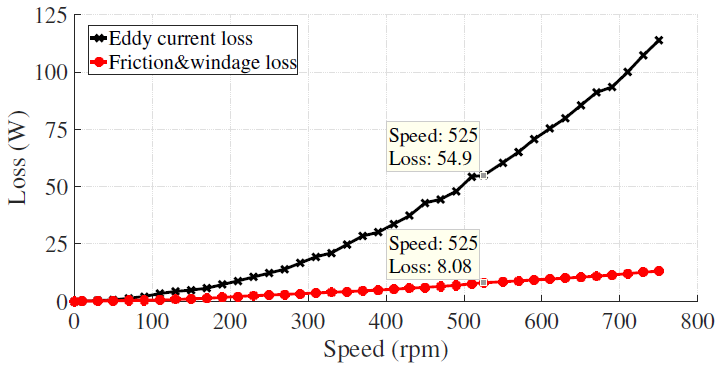 125
100
75
50
25
0
Loss (W)
Eddy current loss
Friction&windage loss
Speed: 525
Loss: 54.9
Speed: 525
Loss: 8.08
0 100 200 300 400 500 600 700 800
Speed (rpm)